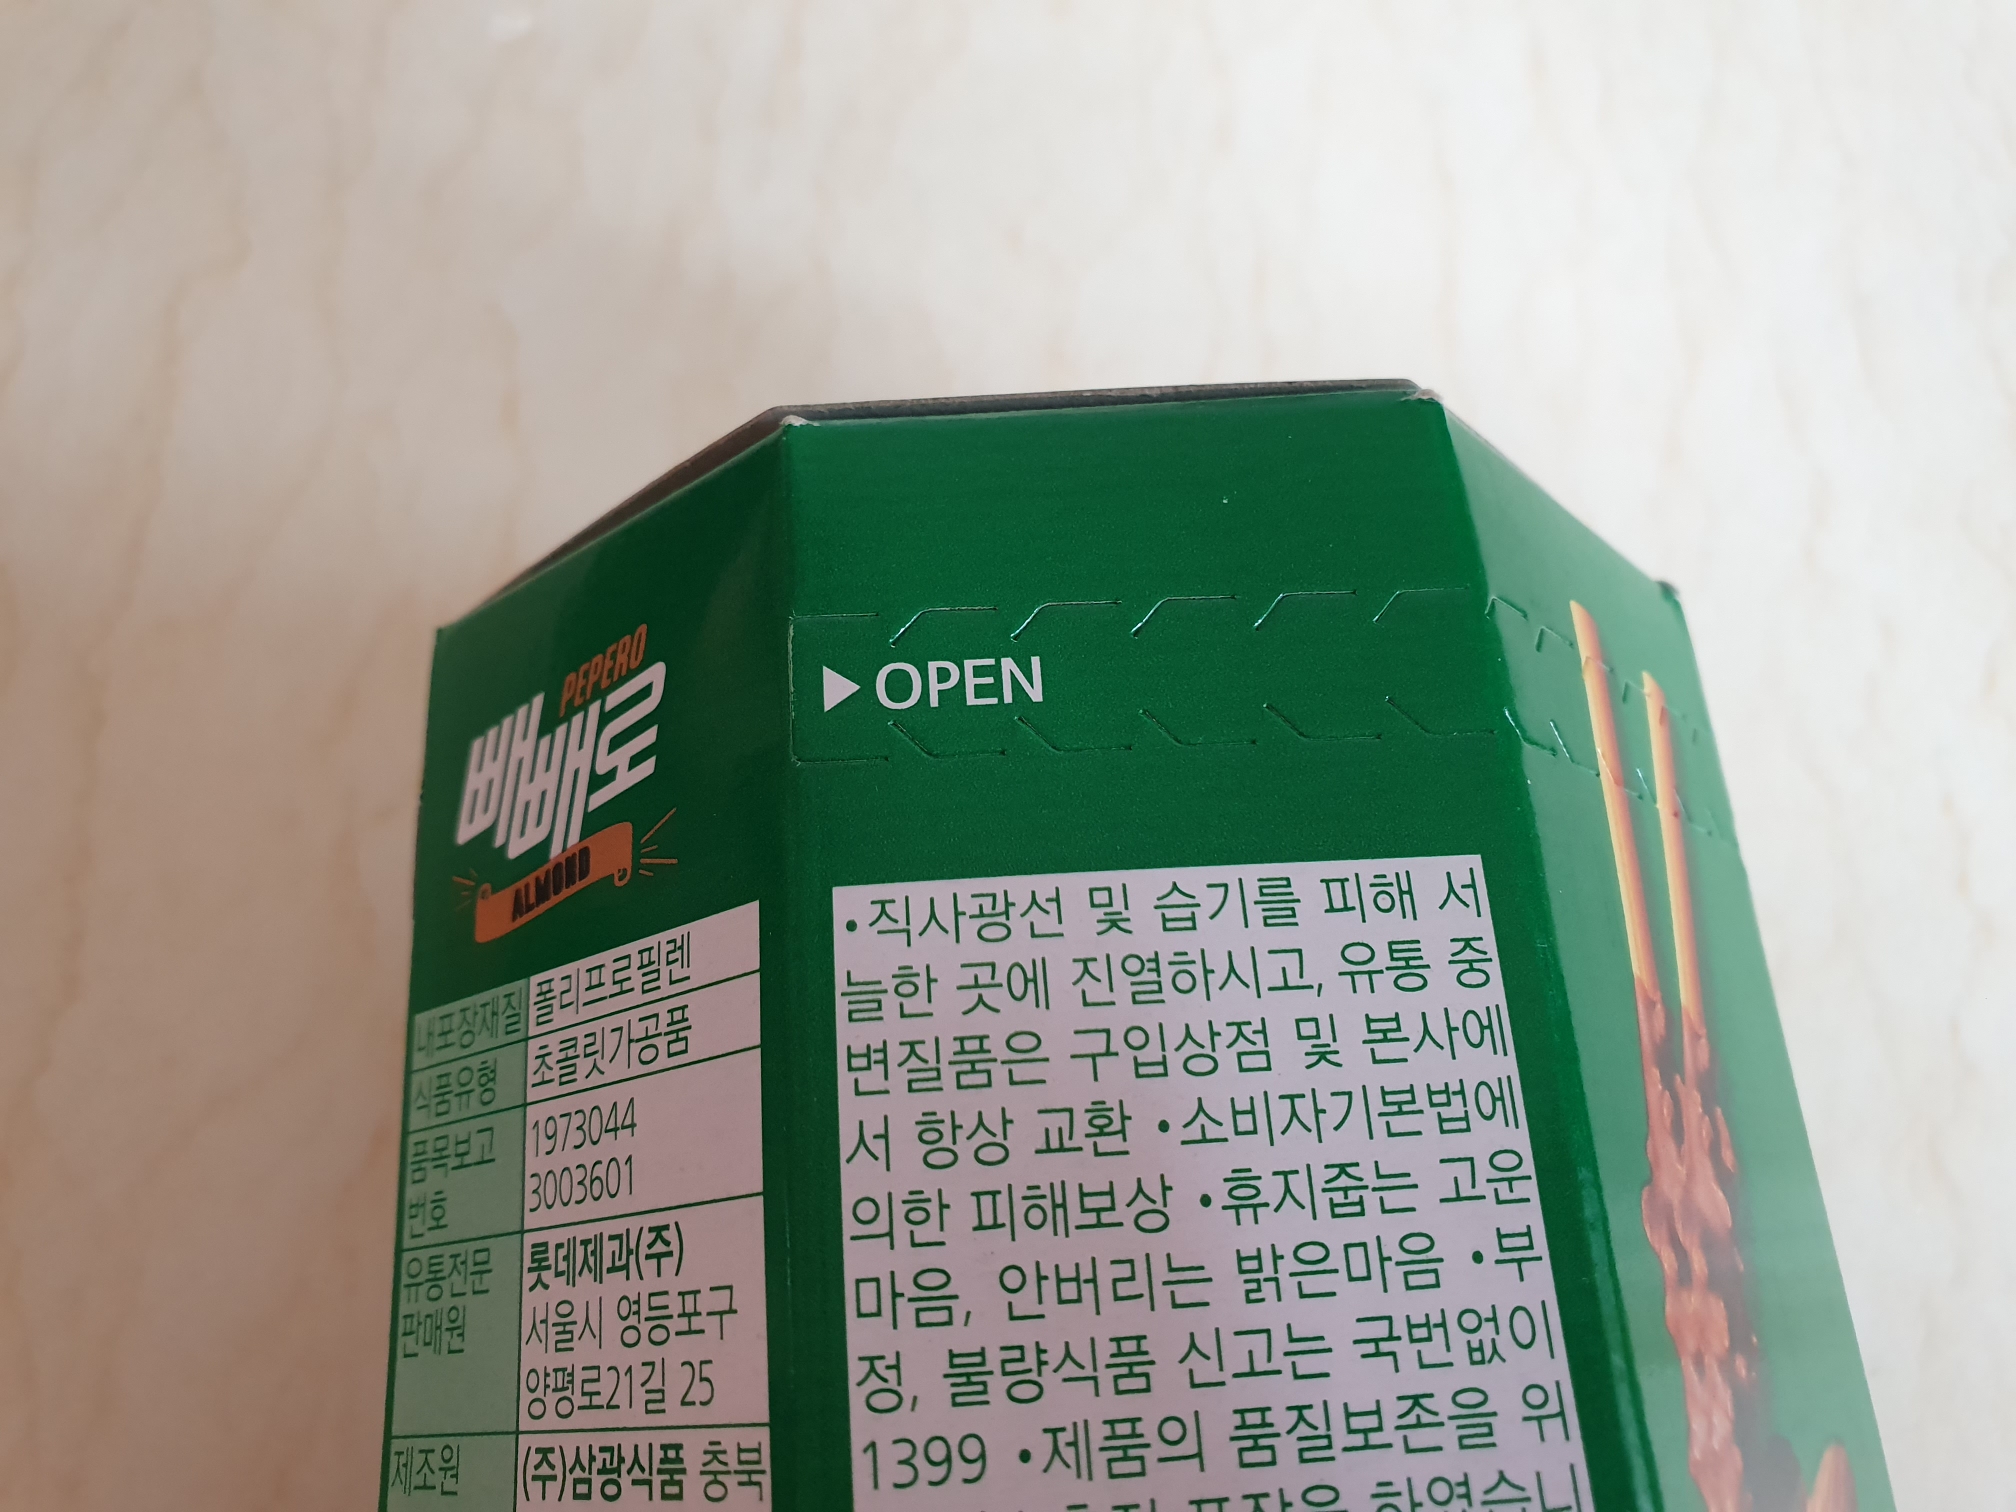 PEPERO
빼빼로
ALMOND
내포장재질 폴리프로필렌
식품유형 초콜릿가공품
품목보고 1973044
번호 3003601
유통전문 롯데제과(주)
판매원 서울시 영등포구
양평로21길 25
제조원 (주)삼광식품 충북
▶OPEN
•직사광선 및 습기를 피해 서
늘한 곳에 진열하시고, 유통 중
변질품은 구입상점 및 본사에
서 항상 교환 •소비자기본법에
의한 피해보상 •휴지줍는 고운
마음, 안버리는 밝은마음 •부
정, 불량식품 신고는 국번없이
1399 •제품의 품질보존을 위
포장을 하였습니